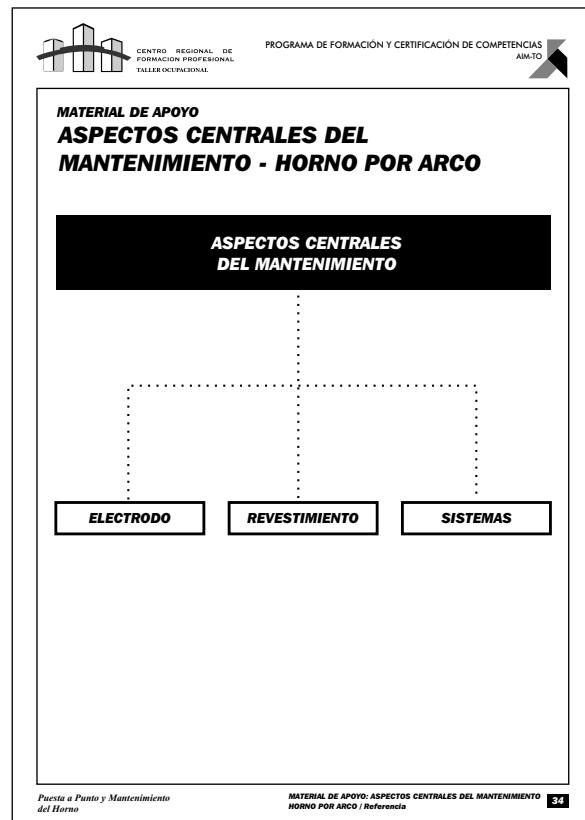 CENTRO REGIONAL DE
FORMACION PROFESIONAL
TALLER OCUPACIONAL
PROGRAMA DE FORMACIÓN Y CERTIFICACIÓN DE COMPETENCIAS
AIM-TO
MATERIAL DE APOYO
ASPECTOS CENTRALES DEL
MANTENIMIENTO - HORNO POR ARCO
ASPECTOS CENTRALES
DEL MANTENIMIENTO
ELECTRODO
REVESTIMIENTO
SISTEMAS
Puesta a Punto y Mantenimiento
del Horno
MATERIAL DE APOYO: ASPECTOS CENTRALES DEL MANTENIMIENTO
HORNO POR ARCO / Referencia
34